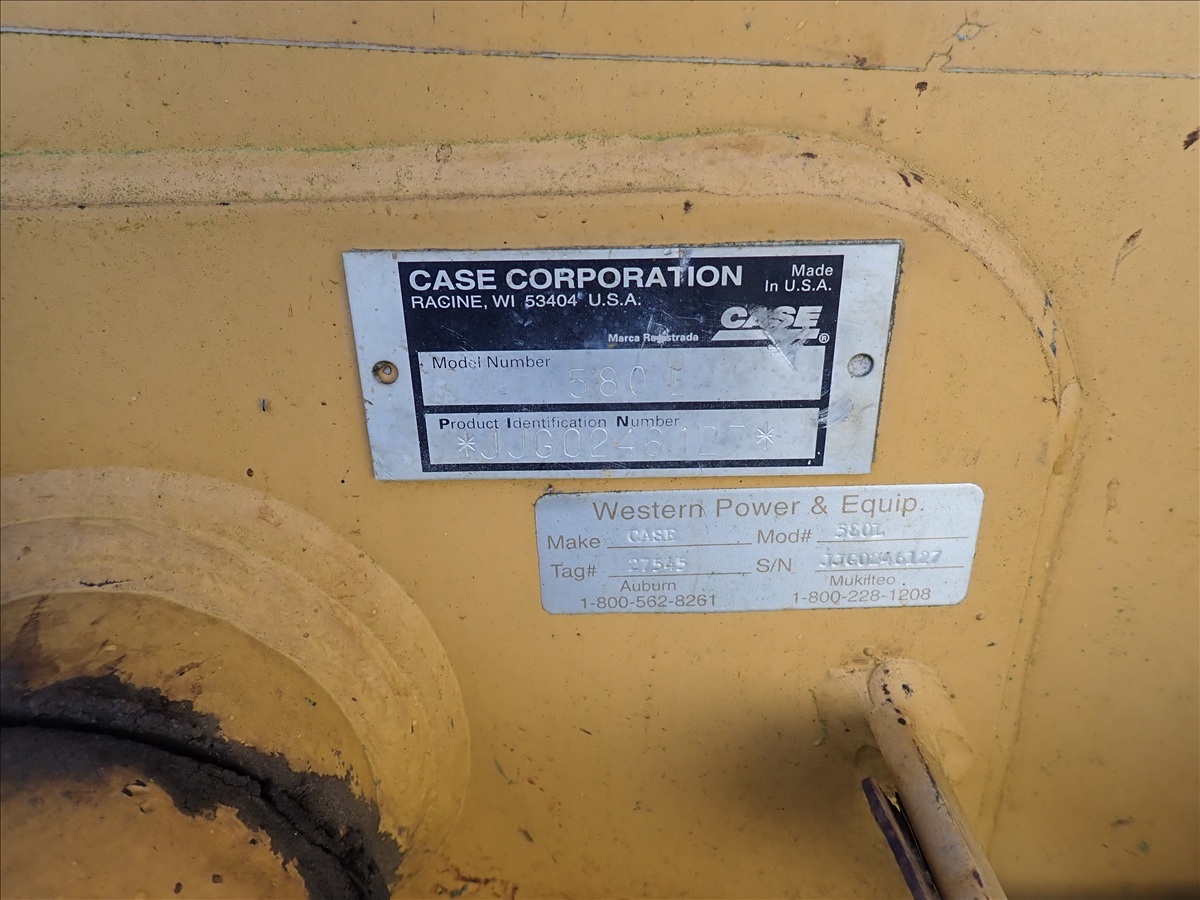 CASE CORPORATION
RACINE, WI 53404 U.S.A.
Made
In U.S.A.
CASE®
Marca Registrada
Model Number
580 L
Product Identification Number
*JJG0246127*
Western Power & Equip.
Make CASE Mod# 580L
Tag# 27545 S/N JJG0246127
Auburn Mukilteo
1-800-562-8261 1-800-228-1208